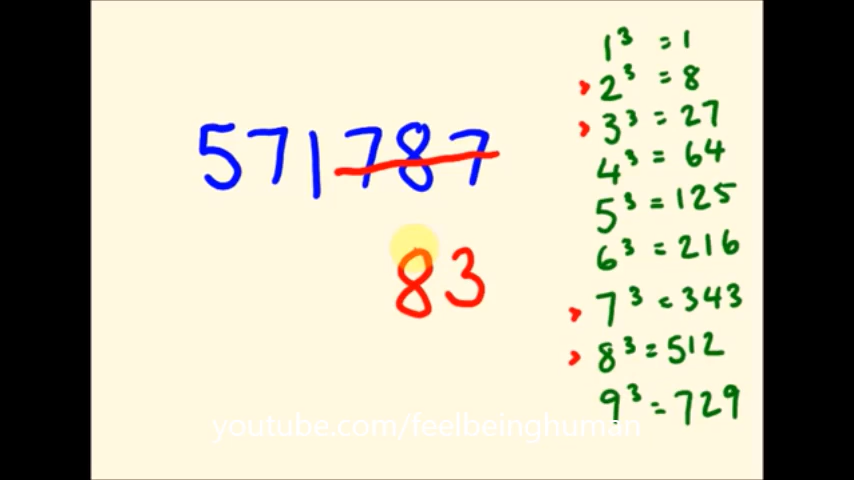 571787
83
1³ = 1
> 2³ = 8
> 3³ = 27
4³ = 64
5³ = 125
6³ = 216
> 7³ = 343
> 8³ = 512
9³ = 729
youtube.com/feelbeinghuman